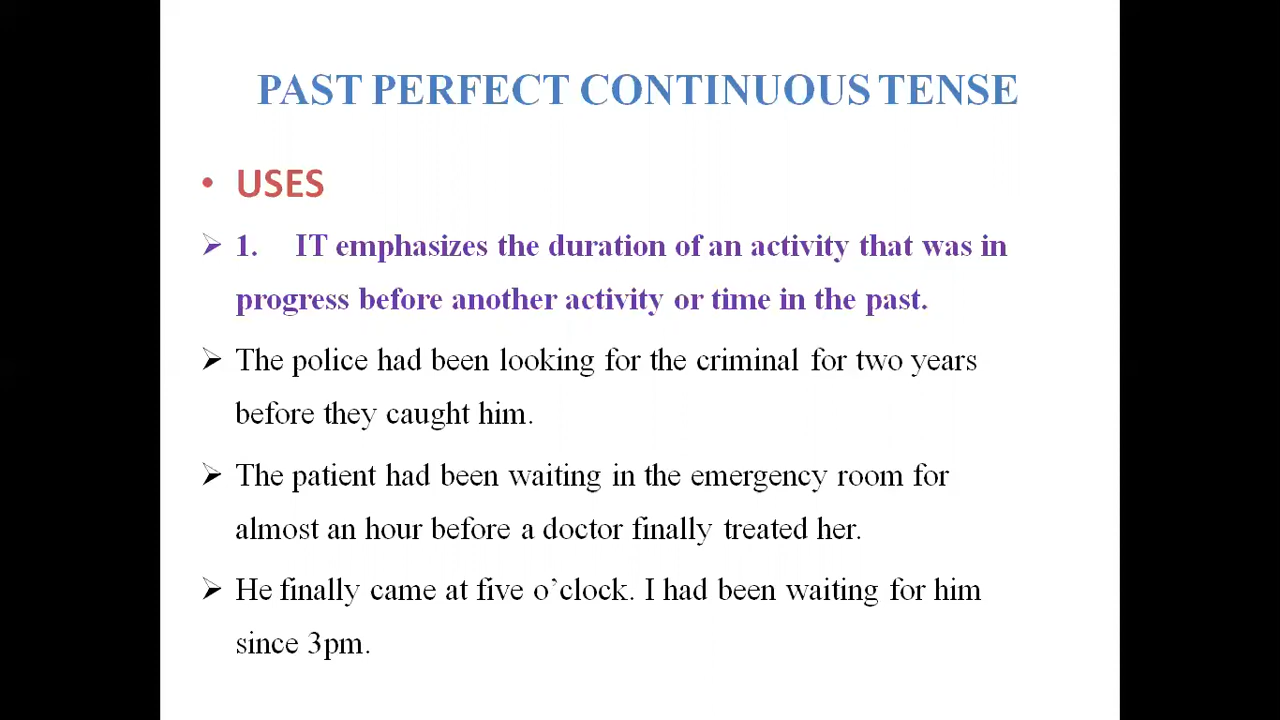 PAST PERFECT CONTINUOUS TENSE
• USES
➢ 1. IT emphasizes the duration of an activity that was in
progress before another activity or time in the past.
➢ The police had been looking for the criminal for two years
before they caught him.
➢ The patient had been waiting in the emergency room for
almost an hour before a doctor finally treated her.
➢ He finally came at five o’clock. I had been waiting for him
since 3pm.